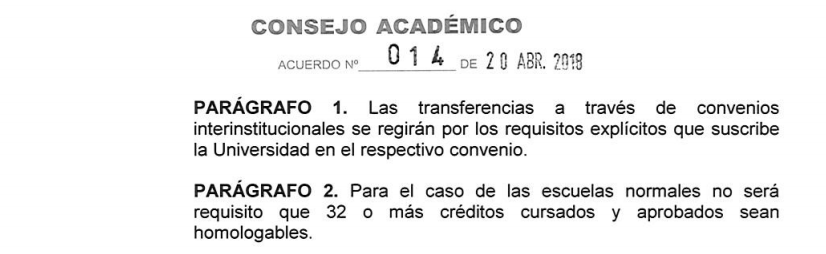 CONSEJO ACADÉMICO
ACUERDO Nº 014 DE 20 ABR. 2018
PARÁGRAFO 1. Las transferencias a través de convenios
interinstitucionales se regirán por los requisitos explícitos que suscribe
la Universidad en el respectivo convenio.
PARÁGRAFO 2. Para el caso de las escuelas normales no será
requisito que 32 o más créditos cursados y aprobados sean
homologables.